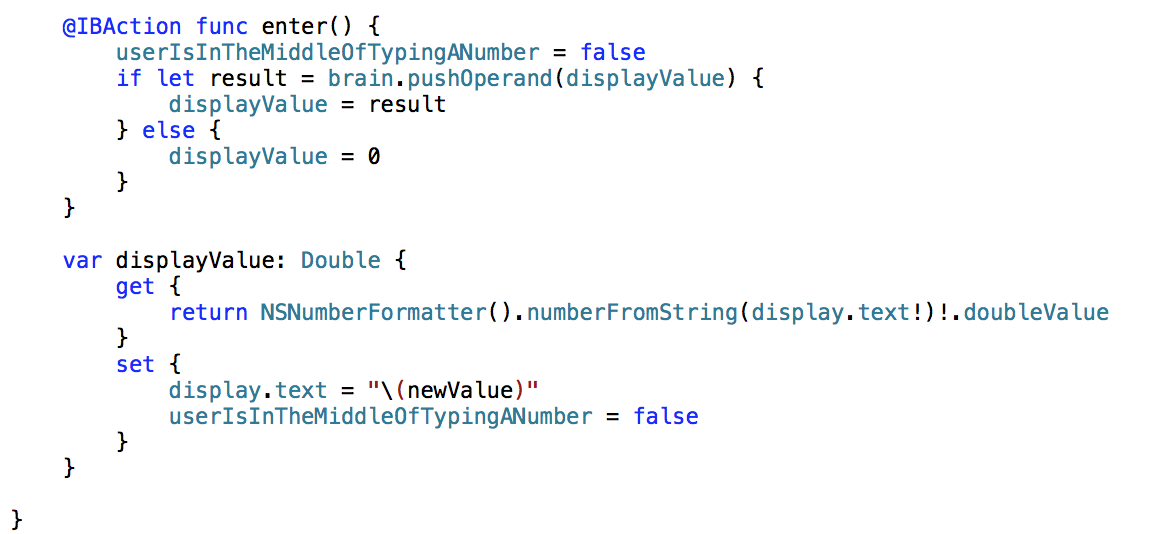 @IBAction func enter() {
userIsInTheMiddleOfTypingANumber = false
if let result = brain.pushOperand(displayValue) {
displayValue = result
} else {
displayValue = 0
}
}
var displayValue: Double {
get {
return NSNumberFormatter().numberFromString(display.text!)!.doubleValue
}
set {
display.text = "\(newValue)"
userIsInTheMiddleOfTypingANumber = false
}
}
}